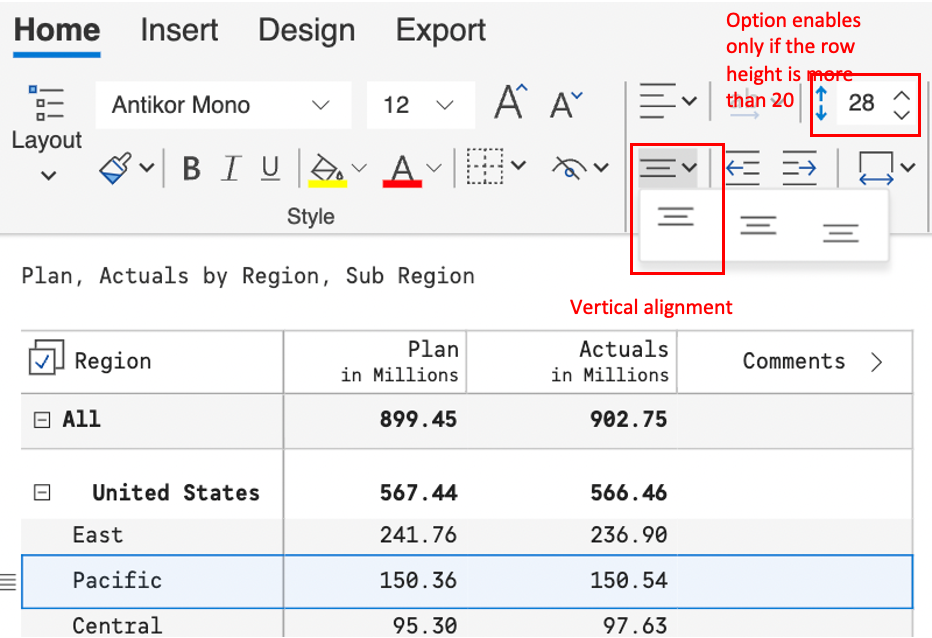 Home Insert Design Export
Option enables
only if the row
height is more
than 20
Antikor Mono 12 A A ab 28
Layout
B I U A
Style
Plan, Actuals by Region, Sub Region
Vertical alignment
Region Plan in Millions Actuals in Millions Comments
All 899.45 902.75
United States 567.44 566.46
East 241.76 236.90
Pacific 150.36 150.54
Central 95.30 97.63